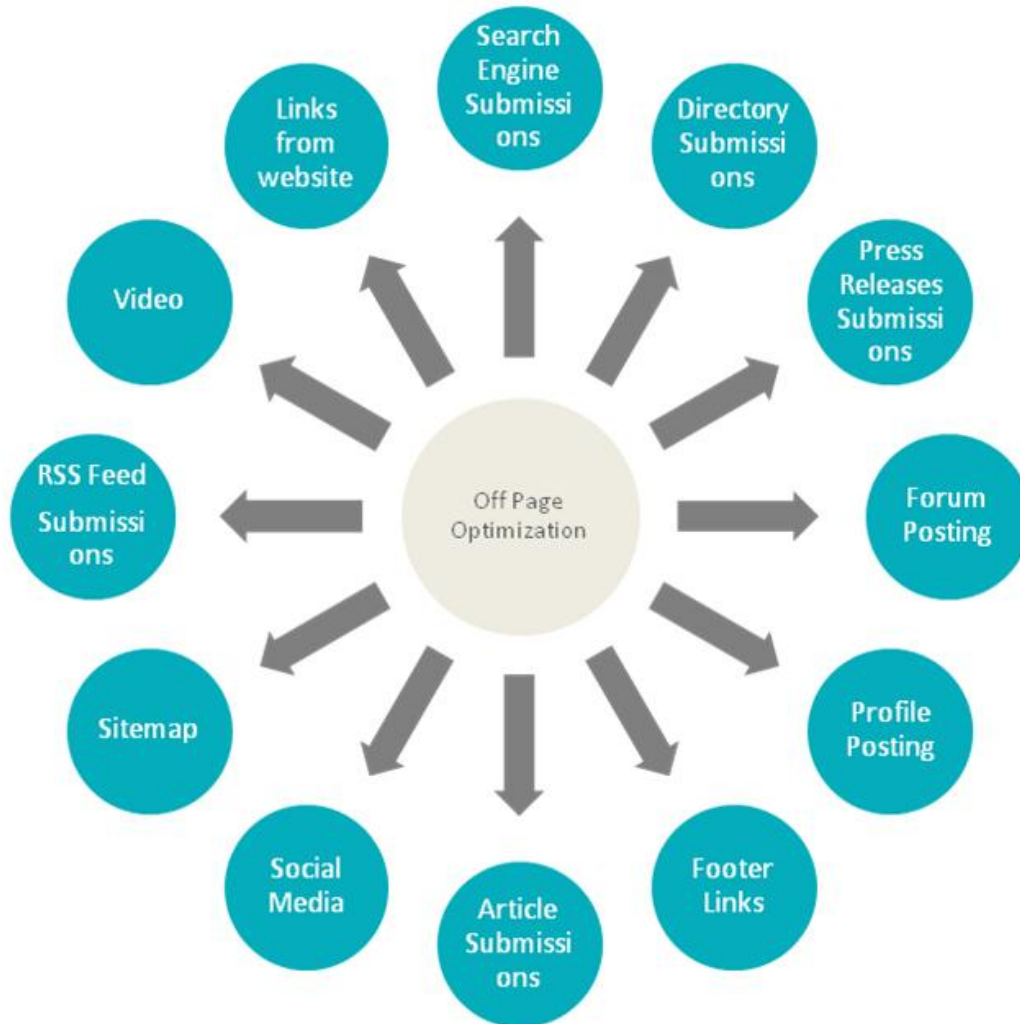 Search
Engine
Submissi
ons
Directory
Submissi
ons
Press
Releases
Submissi
ons
Forum
Posting
Profile
Posting
Footer
Links
Article
Submissi
ons
Social
Media
Sitemap
RSS Feed
Submissi
ons
Video
Links
from
website
Off Page
Optimization